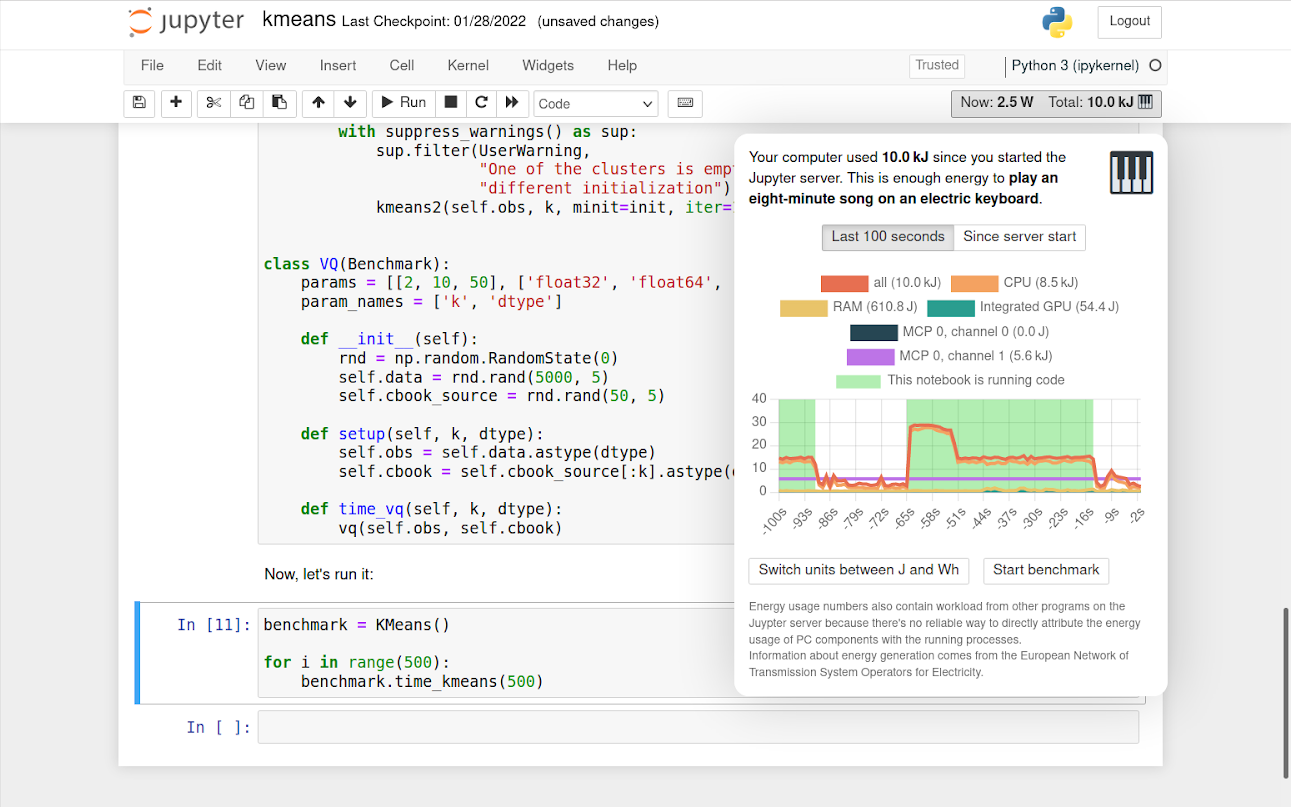 jupyter kmeans Last Checkpoint: 01/28/2022 (unsaved changes) Logout
File Edit View Insert Cell Kernel Widgets Help Trusted Python 3 (ipykernel)
Run Code Now: 2.5 W Total: 10.0 kJ
with suppress_warnings() as sup:
sup.filter(UserWarning,
"One of the clusters is
"different initialization")
kmeans2(self.obs, k, minit=init, iter=
class VQ(Benchmark):
params = [[2, 10, 50], ['float32', 'float64',
param_names = ['k', 'dtype']
def __init__(self):
rnd = np.random.RandomState(0)
self.data = rnd.rand(5000, 5)
self.cbook_source = rnd.rand(50, 5)
def setup(self, k, dtype):
self.obs = self.data.astype(dtype)
self.cbook = self.cbook_source[:k].astype(
def time_vq(self, k, dtype):
vq(self.obs, self.cbook)
Now, let's run it:
In [11]: benchmark = KMeans()
for i in range(500):
benchmark.time_kmeans(500)
In [ ]:
Your computer used 10.0 kJ since you started the
Jupyter server. This is enough energy to play an
eight-minute song on an electric keyboard.
Last 100 seconds Since server start
all (10.0 kJ) CPU (8.5 kJ)
RAM (610.8 J) Integrated GPU (54.4 J)
MCP 0, channel 0 (0.0 J)
MCP 0, channel 1 (5.6 kJ)
This notebook is running code
40
30
20
10
0
-100s -93s -86s -79s -72s -65s -58s -51s -44s -37s -30s -23s -16s -9s -2s
Switch units between J and Wh Start benchmark
Energy usage numbers also contain workload from other programs on the
Juypter server because there's no reliable way to directly attribute the energy
usage of PC components with the running processes.
Information about energy generation comes from the European Network of
Transmission System Operators for Electricity.